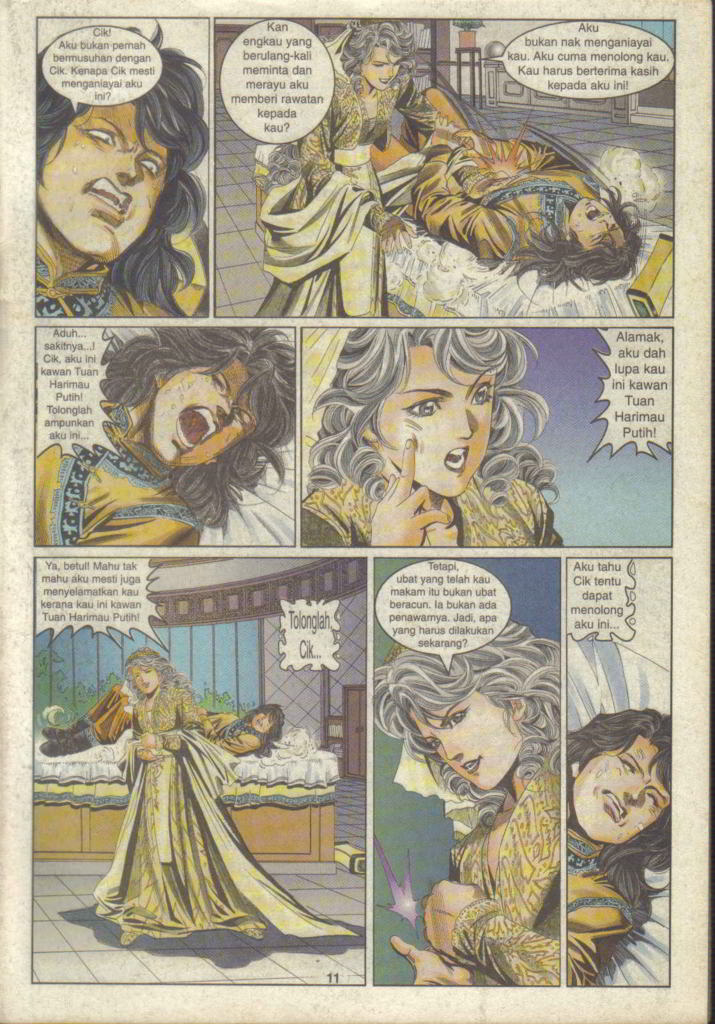 Cik!
Aku bukan pernah
bermusuhan dengan
Cik. Kenapa Cik mesti
menganiayai aku
ini?
Kan
engkau yang
berulang-kali
meminta dan
merayu aku
memberi rawatan
kepada
kau?
Aku
bukan nak menganiayai
kau. Aku cuma menolong kau.
Kau harus berterima kasih
kepada aku ini!
Aduh...
sakitnya...!
Cik, aku ini
kawan Tuan
Harimau
Putih!
Tolonglah
ampunkan
aku ini...
Alamak,
aku dah
lupa kau
ini kawan
Tuan
Harimau
Putih!
Ya, betul! Mahu tak
mahu aku mesti juga
menyelamatkan kau
kerana kau ini kawan
Tuan Harimau Putih!
Tolonglah,
Cik...
Tetapi,
ubat yang telah kau
makan itu bukan ubat
beracun. Ia bukan ada
penawarnya. Jadi, apa
yang harus dilakukan
sekarang?
Aku tahu
Cik tentu
dapat
menolong
aku ini...
11